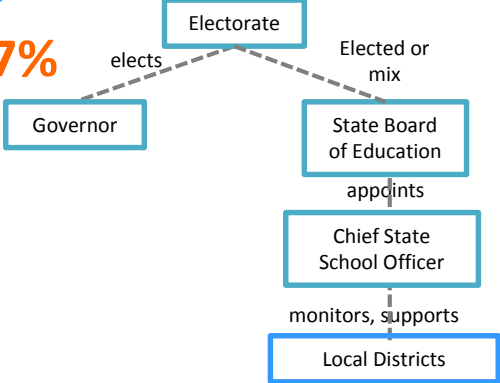 Electorate
7%
elects
Elected or
mix
Governor
State Board
of Education
appoints
Chief State
School Officer
monitors, supports
Local Districts